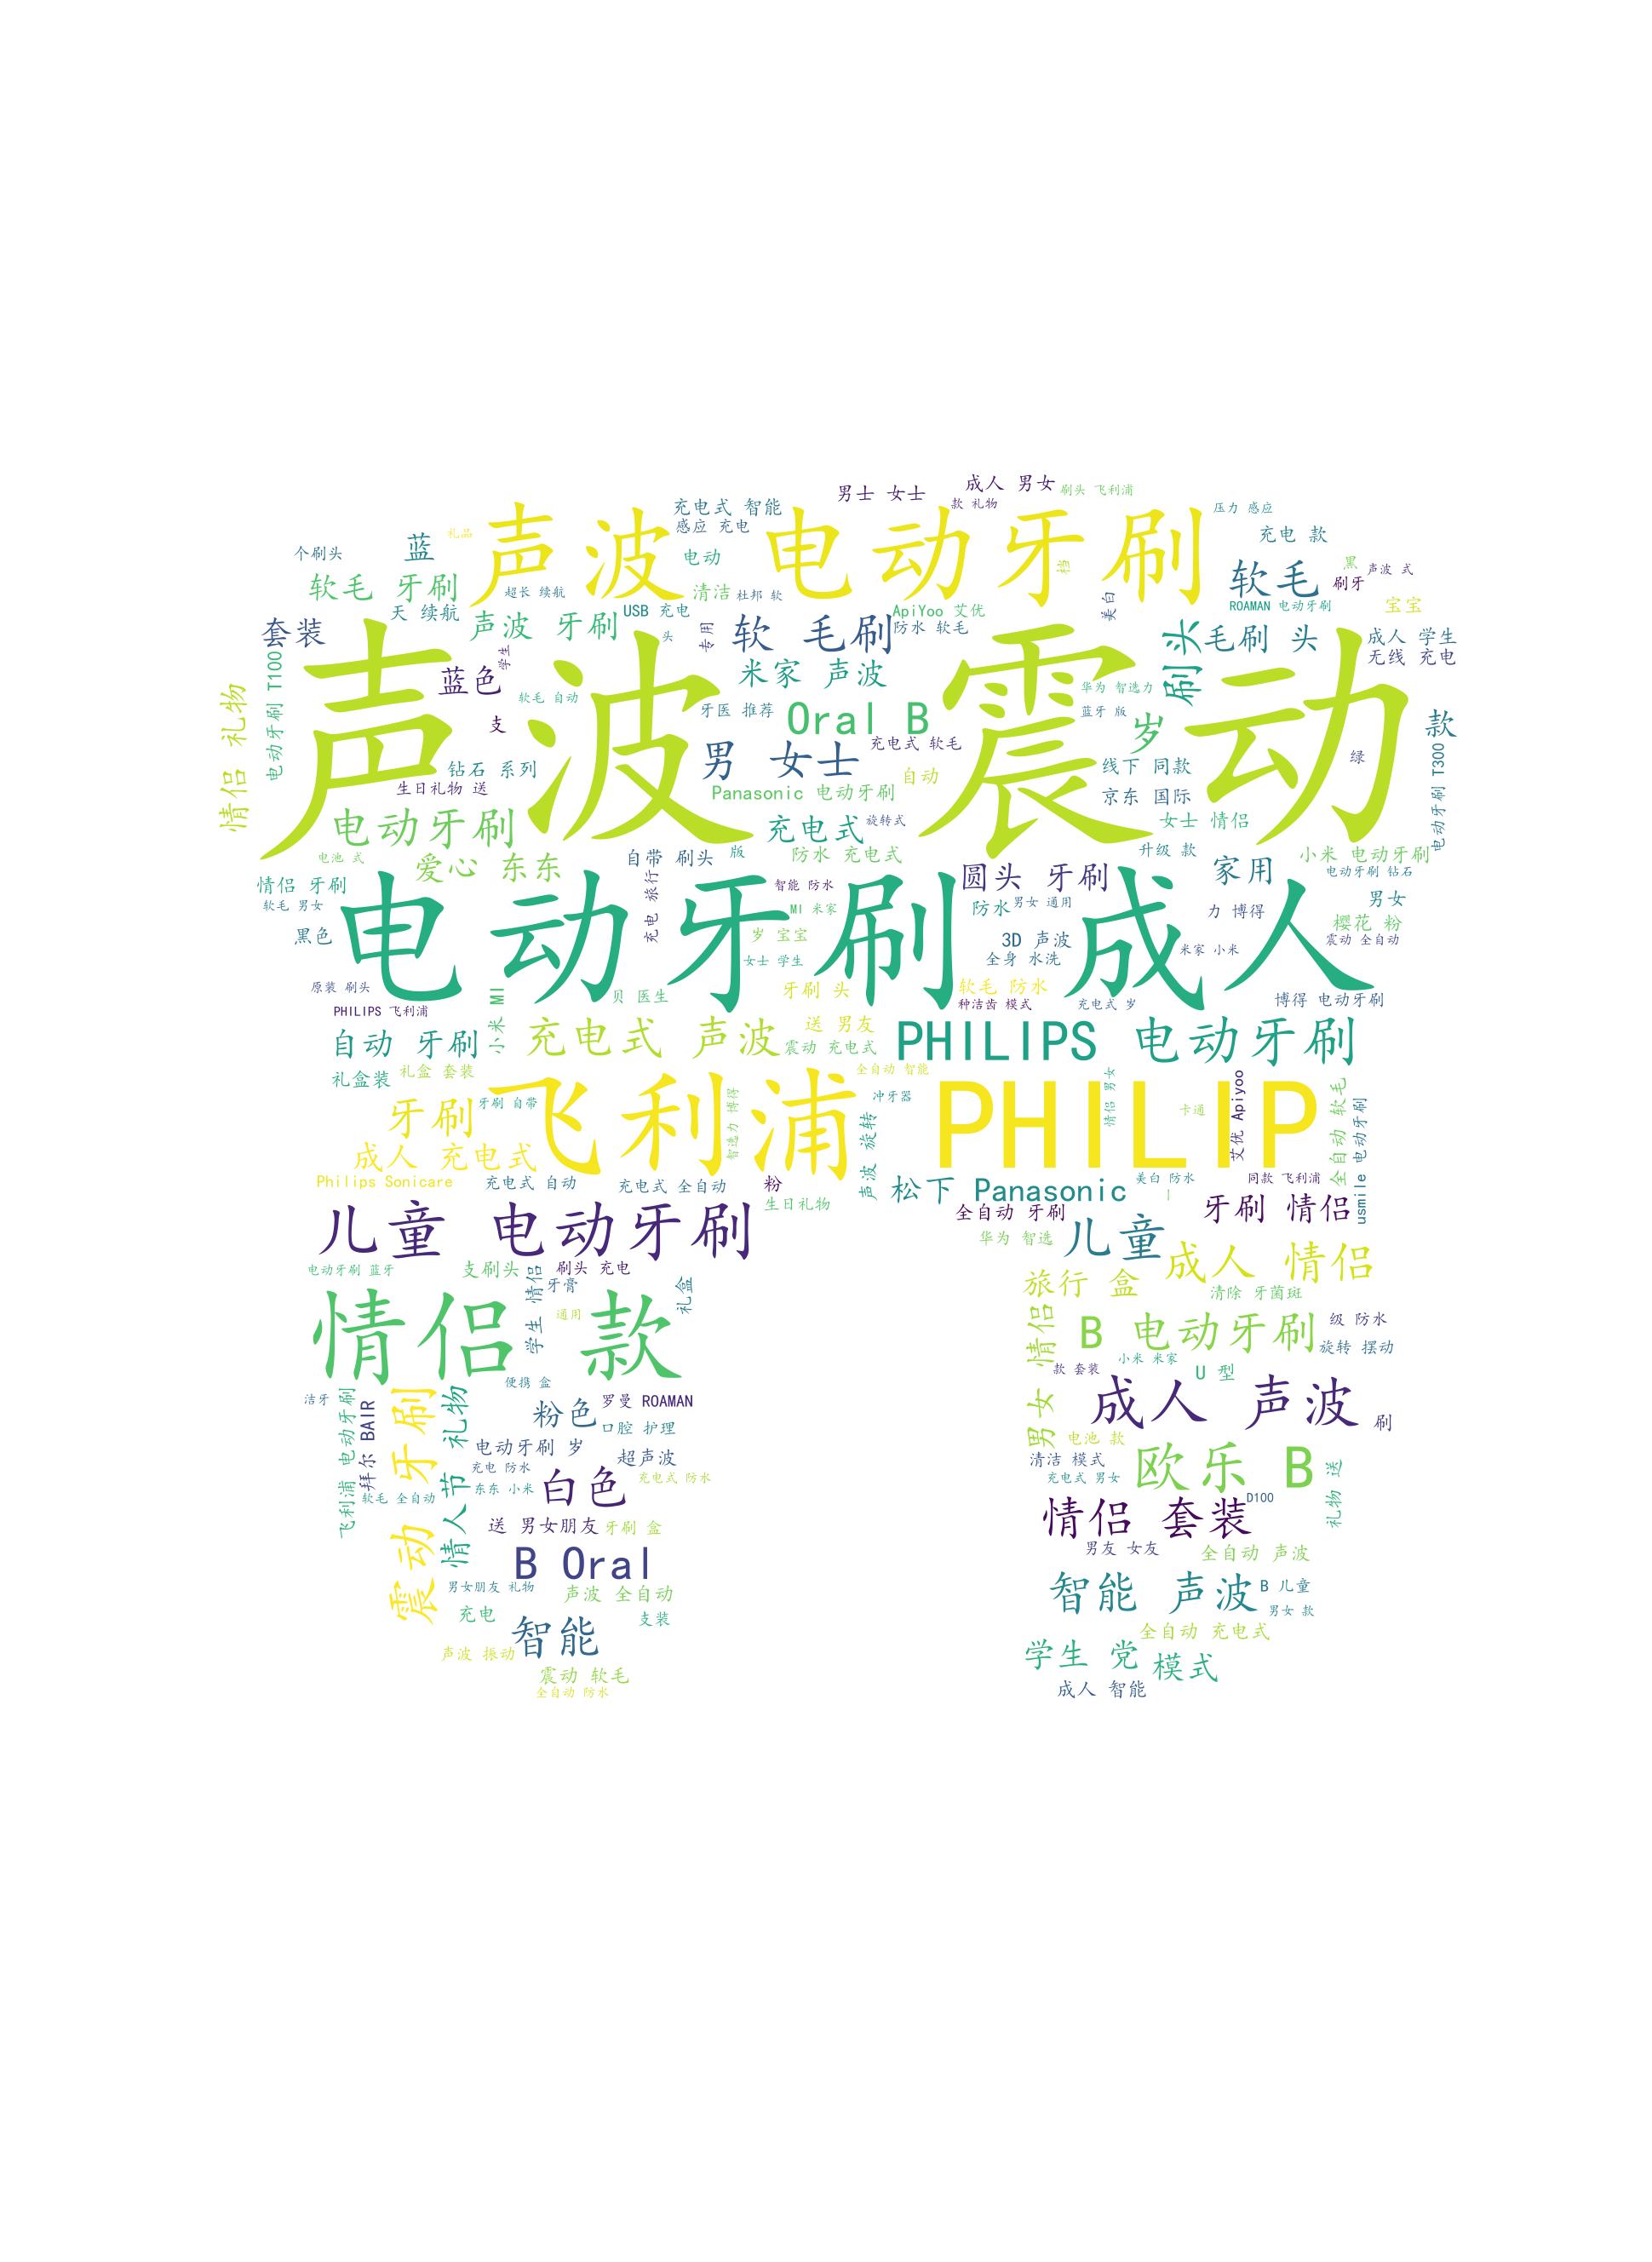 男士 女士
成人 男女
刷头 飞利浦
充电式 智能
款 礼物
声波 电动牙刷
压力 感应
感应 充电
礼品
蓝
充电 款
个刷头
电动
档
软毛
黑
声波 式
刷牙
软毛 牙刷
超长 续航
清洁
杜邦 软
美白
ROAMAN 电动牙刷
宝宝
天 续航
声波 牙刷
USB 充电
ApiYoo 艾优
套装
头
专用
软 毛刷
防水 软毛
刷头
毛刷 头
成人 学生
无线 充电
学生
声波 震动
电动牙刷 T100
情侣 礼物
蓝色
软毛 自动
米家 声波
华为 智选力
支
牙医 推荐
Oral B
蓝牙 版
岁
款
男 女士
充电式 软毛
绿
电动牙刷 T300
钻石 系列
自动
线下 同款
生日礼物 送
Panasonic 电动牙刷
京东 国际
电动牙刷
充电式
旋转式
女士 情侣
电池 式
爱心 东东
自带 刷头
版
防水 充电式
升级 款
小米 电动牙刷
电动牙刷 钻石
情侣 牙刷
充电 旅行
智能 防水
圆头 牙刷
家用
软毛 男女
电动牙刷 成人
MI 米家
防水
男女 通用
力 博得
男女
黑色
岁 宝宝
3D 声波
樱花 粉
震动 全自动
女士 学生
全身 水洗
米家 小米
原装 刷头
小米 MI
贝 医生
牙刷 头
软毛 防水
种洁齿 模式
充电式 岁
博得 电动牙刷
PHILIPS 飞利浦
自动 牙刷
充电式 声波
送 男友
震动 充电式
PHILIPS 电动牙刷
礼盒装
礼盒 套装
全自动 智能
飞利浦 PHILIP
牙刷
牙刷 自带
智选力 博得
冲牙器
情侣 男女
卡通
艾优 Apiyoo
全自动 软毛
usmile 电动牙刷
成人 充电式
声波 旋转
Philips Sonicare
充电式 自动
充电式 全自动
粉
松下 Panasonic
美白 防水
同款 飞利浦
生日礼物
儿童 电动牙刷
全自动 牙刷
牙刷 情侣
华为 智选
儿童
成人 情侣
电动牙刷 蓝牙
支刷头
学生 情侣
刷头 充电
牙膏
礼盒
旅行 盒
清除 牙菌斑
情侣 款
通用
男女 情侣
B 电动牙刷
级 防水
旋转 摆动
小米 米家
款 套装
U 型
便携 盒
洁牙
飞利浦 电动牙刷
拜尔 BAIR
震动 牙刷
情人节 礼物
粉色
罗曼 ROAMAN
口腔 护理
成人 声波
刷
电池 款
电动牙刷 岁
超声波
清洁 模式
欧乐 B
充电 防水
充电式 防水
充电式 男女
礼物 送
白色
东东 小米
软毛 全自动
D100
情侣 套装
送 男女朋友
牙刷 盒
男友 女友
全自动 声波
B Oral
男女朋友 礼物
声波 全自动
智能 声波
B 儿童
充电
支装
男女 款
智能
全自动 充电式
声波 振动
学生 党
模式
震动 软毛
全自动 防水
成人 智能